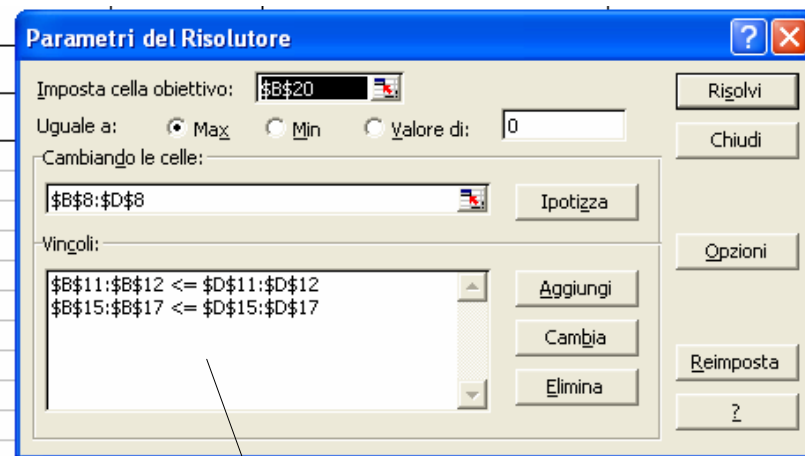 Parametri del Risolutore
Imposta cella obiettivo: $B$20
Risolvi
Uguale a: Max Min Valore di: 0
Chiudi
Cambiando le celle:
$B$8:$D$8
Ipotizza
Opzioni
Vincoli:
$B$11:$B$12 <= $D$11:$D$12
$B$15:$B$17 <= $D$15:$D$17
Aggiungi
Cambia
Elimina
Reimposta
?